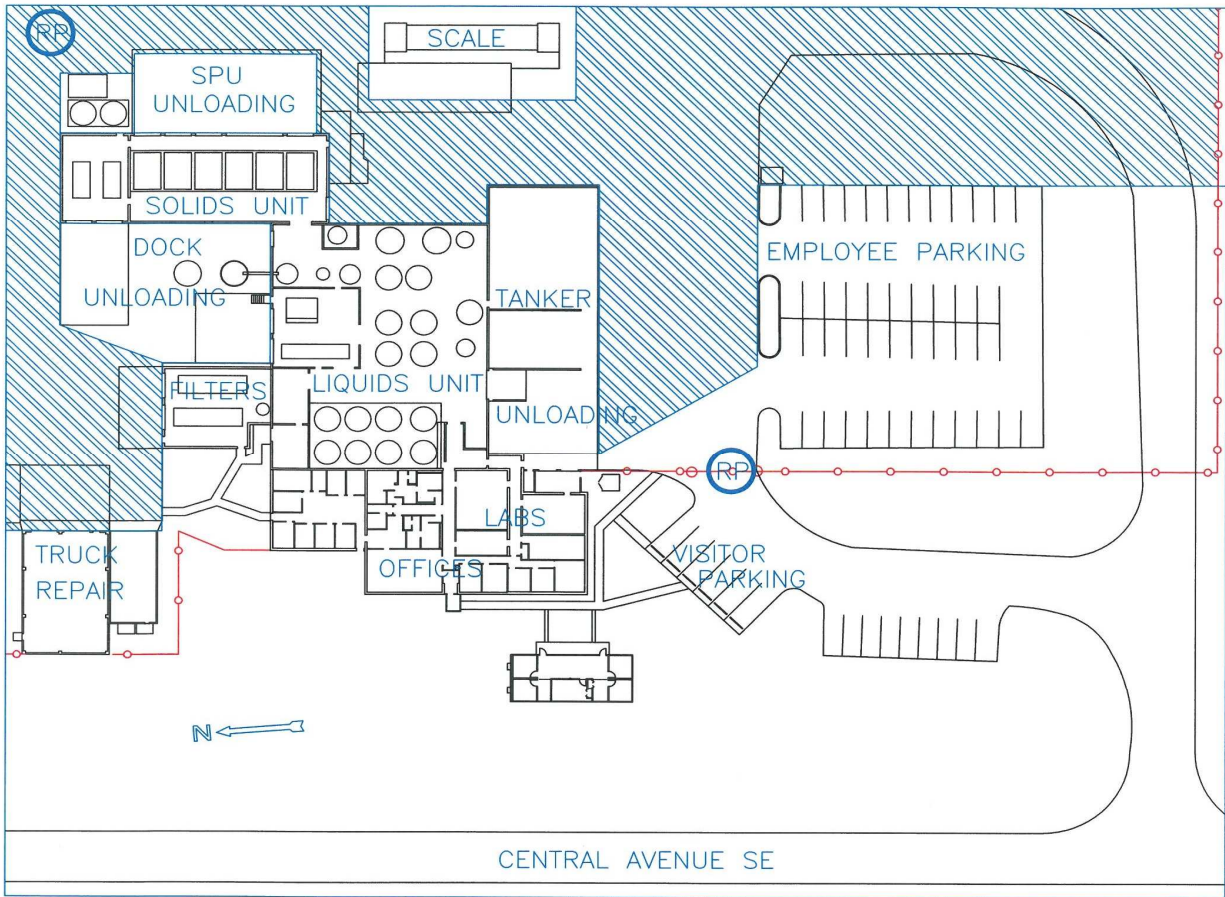 RP
SCALE
SPU
UNLOADING
SOLIDS UNIT
DOCK
UNLOADING
EMPLOYEE PARKING
TANKER
FILTERS
LIQUIDS UNIT
UNLOADING
RP
LABS
OFFICES
TRUCK
REPAIR
VISITOR
PARKING
N
CENTRAL AVENUE SE